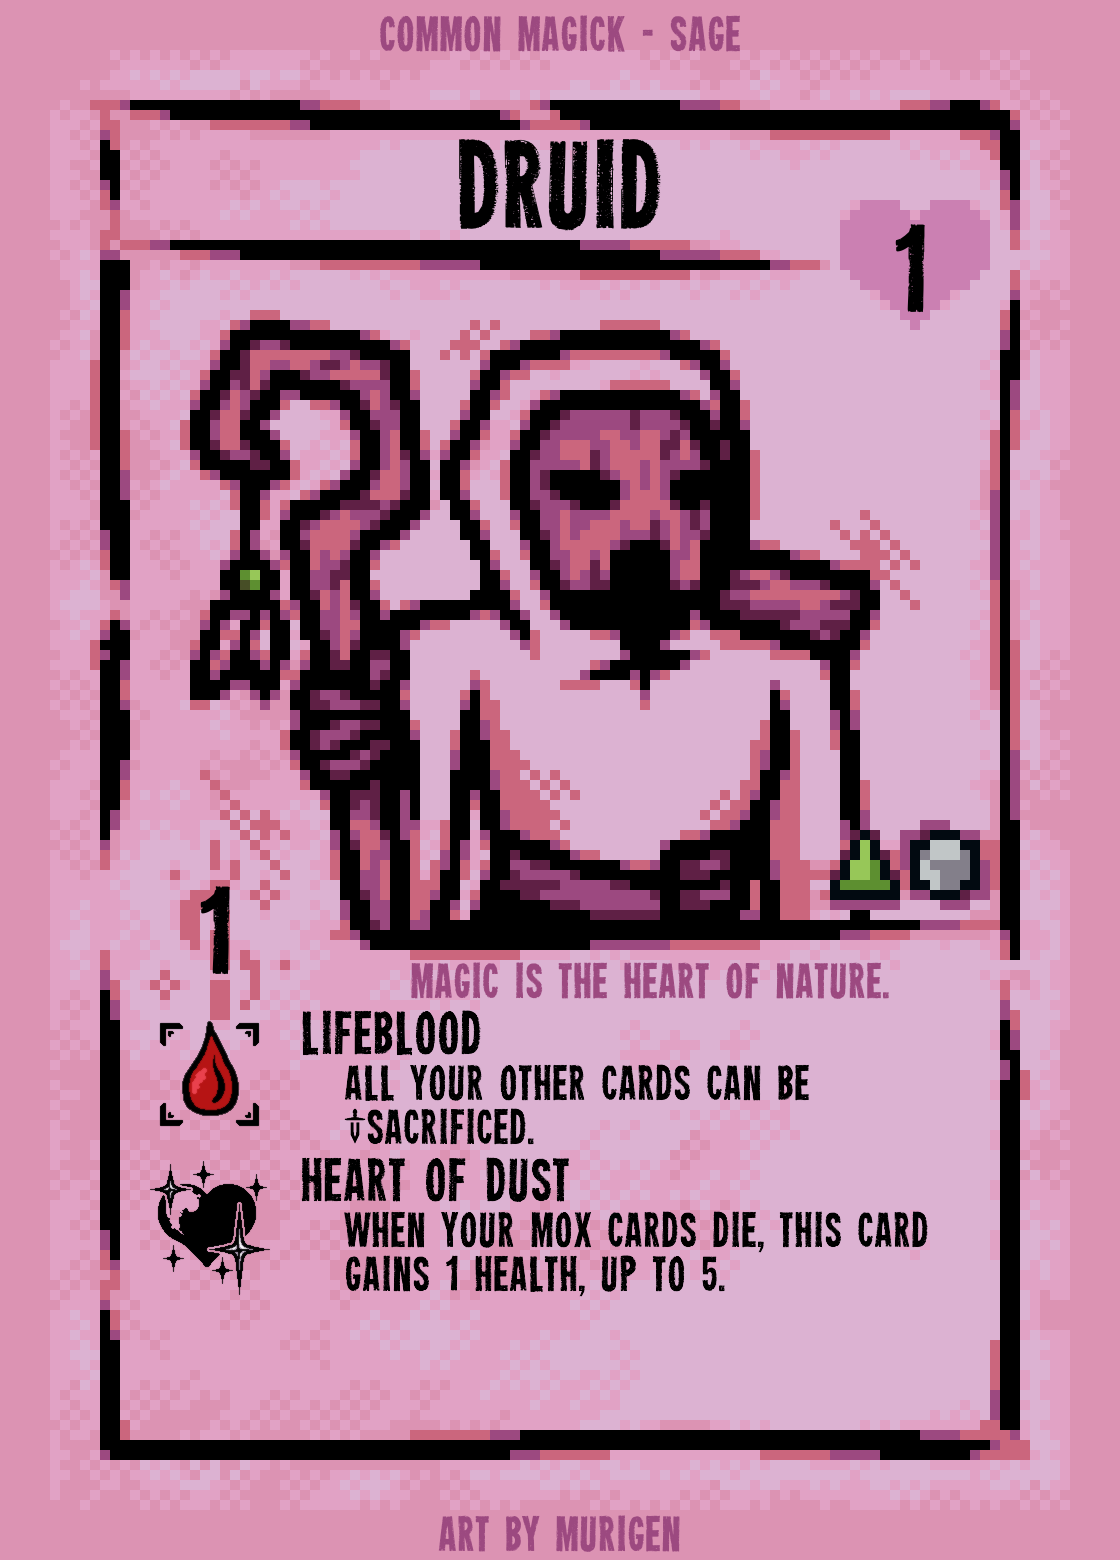 COMMON MAGICK - SAGE
DRUID
1
1
MAGIC IS THE HEART OF NATURE.
LIFEBLOOD
ALL YOUR OTHER CARDS CAN BE
SACRIFICED.
HEART OF DUST
WHEN YOUR MOX CARDS DIE, THIS CARD
GAINS 1 HEALTH, UP TO 5.
ART BY MURIGEN